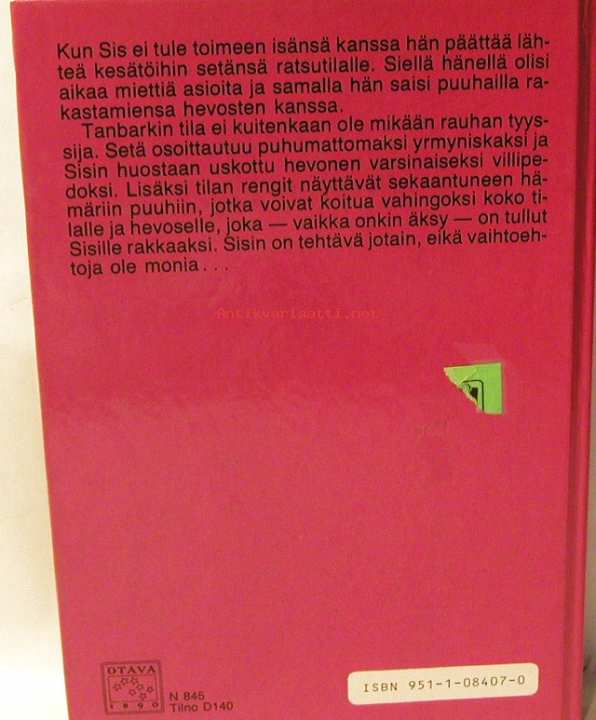 Kun Sis ei tule toimeen isänsä kanssa hän päättää läh-
teä kesätöihin setänsä ratsutilalle. Siellä hänellä olisi
aikaa miettiä asioita ja samalla hän saisi puuhailla ra-
kastamiensa hevosten kanssa.
Tanbarkin tila ei kuitenkaan ole mikään rauhan tyys-
sija. Setä osoittautuu puhumattomaksi yrmyniskaksi ja
Sisin huostaan uskottu hevonen varsinaiseksi villipe-
doksi. Lisäksi tilan rengit näyttävät sekaantuneen hä-
märiin puuhiin, jotka voivat koitua vahingoksi koko ti-
lalle ja hevoselle, joka — vaikka onkin äksy — on tullut
Sisille rakkaaksi. Sisin on tehtävä jotain, eikä vaihtoeh-
toja ole monia . . .
Antikvariaatti.net
OTAVA
1890
N 845
Tilno D140
ISBN 951-1-08407-0